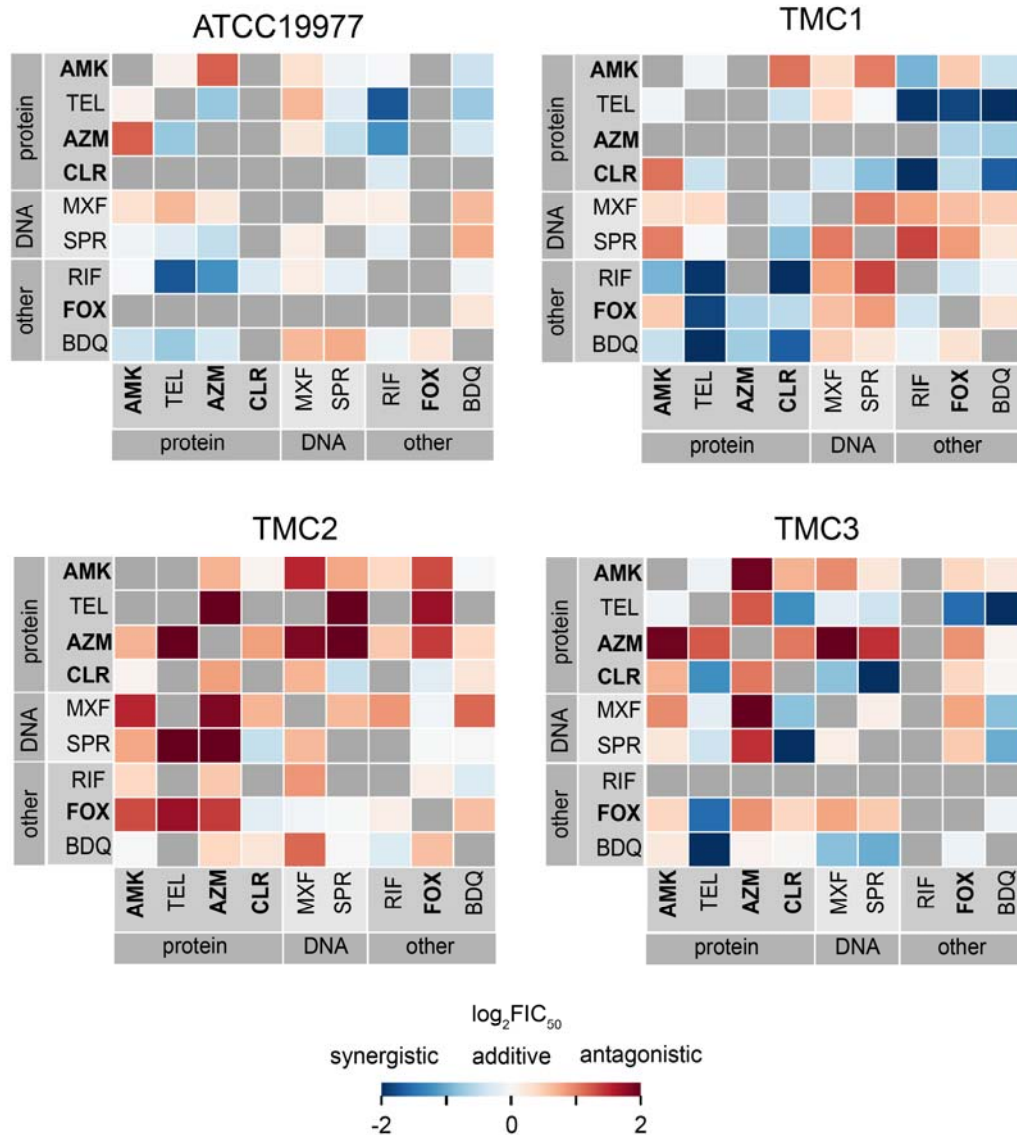 ATCC19977
TMC1
protein
DNA
other
AMK
TEL
AZM
CLR
MXF
SPR
RIF
FOX
BDQ
AMK
TEL
AZM
CLR
MXF
SPR
RIF
FOX
BDQ
protein
DNA
other
protein
DNA
other
AMK
TEL
AZM
CLR
MXF
SPR
RIF
FOX
BDQ
AMK
TEL
AZM
CLR
MXF
SPR
RIF
FOX
BDQ
protein
DNA
other
TMC2
TMC3
protein
DNA
other
AMK
TEL
AZM
CLR
MXF
SPR
RIF
FOX
BDQ
AMK
TEL
AZM
CLR
MXF
SPR
RIF
FOX
BDQ
protein
DNA
other
protein
DNA
other
AMK
TEL
AZM
CLR
MXF
SPR
RIF
FOX
BDQ
AMK
TEL
AZM
CLR
MXF
SPR
RIF
FOX
BDQ
protein
DNA
other
log₂FIC₅₀
synergistic additive antagonistic
-2 0 2